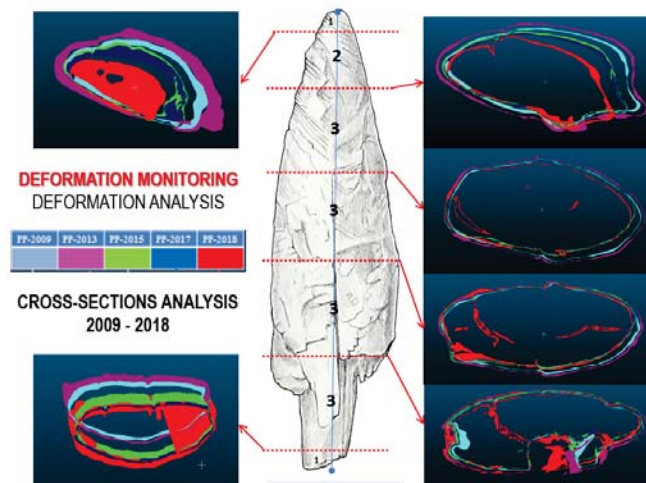 DEFORMATION MONITORING
DEFORMATION ANALYSIS
PP-2009 PP-2013 PP-2015 PP-2017 PP-2018
CROSS-SECTIONS ANALYSIS
2009 - 2018
1
2
3
3
3
3
1